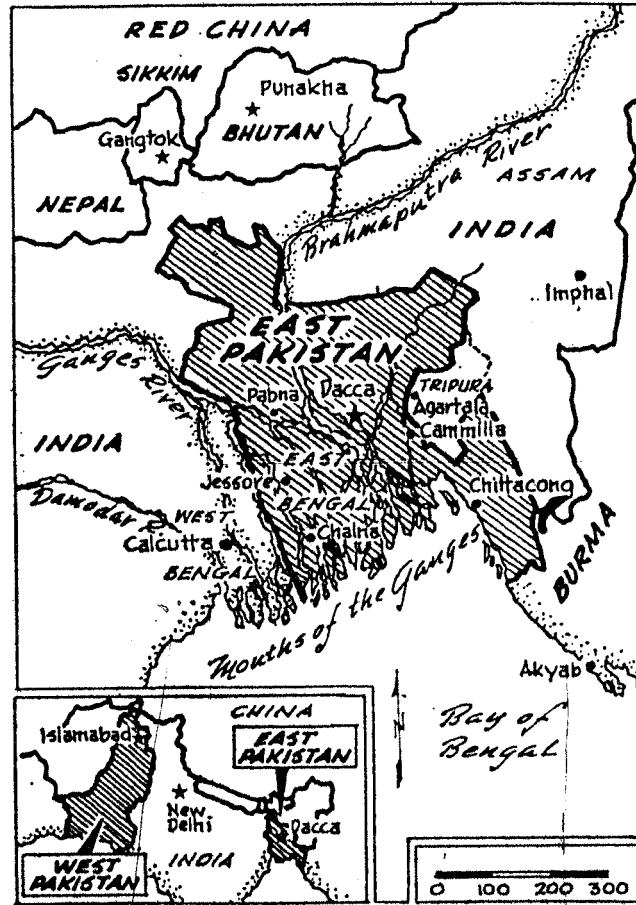 RED CHINA
SIKKIM
Punakha
Gangtok
BHUTAN
NEPAL
Brahmaputra River
ASSAM
INDIA
Imphal
EAST
PAKISTAN
Ganges
River
Pabna
Dacca
TRIPURA
Agartala
Cammilla
INDIA
EAST
Jessore
BENGAL
Chittacong
Damodar
WEST
Calcutta
Chalna
BENGAL
BURMA
Mouths of the Ganges
Akyab
Bay of
Bengal
CHINA
Islamabad
EAST
PAKISTAN
New
Delhi
Dacca
INDIA
WEST
PAKISTAN
0 100 200 300